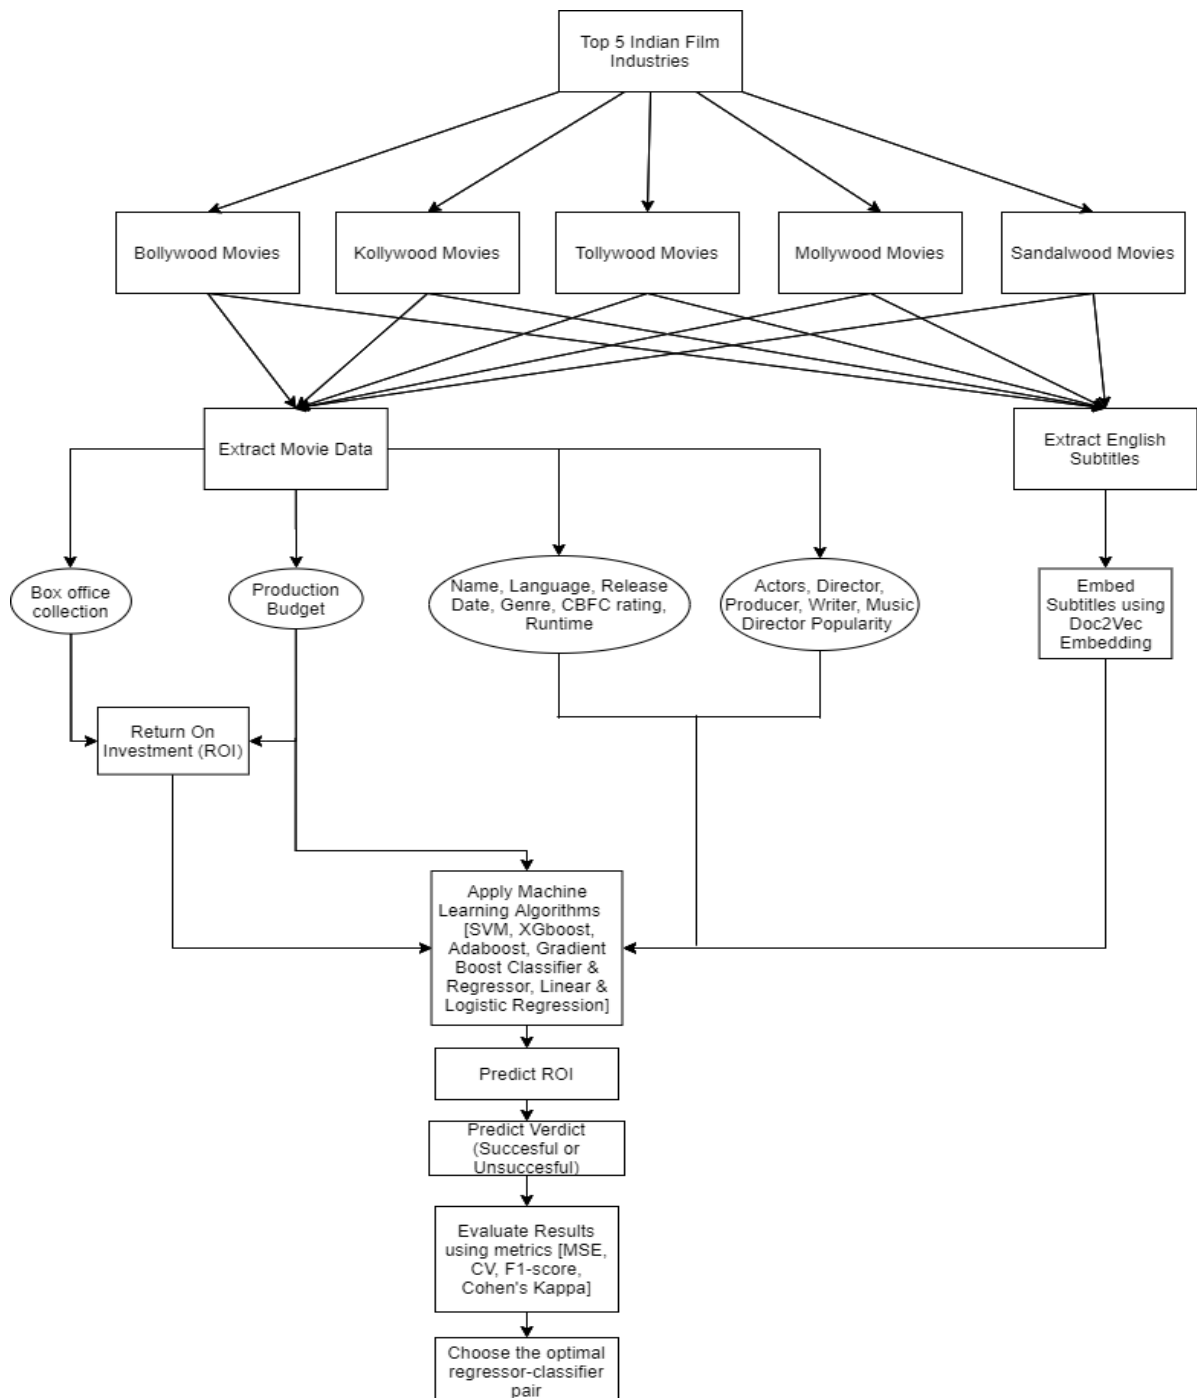 Top 5 Indian Film
Industries
Bollywood Movies
Kollywood Movies
Tollywood Movies
Mollywood Movies
Sandalwood Movies
Extract Movie Data
Extract English
Subtitles
Box office
collection
Production
Budget
Name, Language, Release
Date, Genre, CBFC rating,
Runtime
Actors, Director,
Producer, Writer, Music
Director Popularity
Embed
Subtitles using
Doc2Vec
Embedding
Return On
Investment (ROI)
Apply Machine
Learning Algorithms
[SVM, XGboost,
Adaboost, Gradient
Boost Classifier &
Regressor, Linear &
Logistic Regression]
Predict ROI
Predict Verdict
(Succesful or
Unsuccesful)
Evaluate Results
using metrics [MSE,
CV, F1-score,
Cohen's Kappa]
Choose the optimal
regressor-classifier
pair